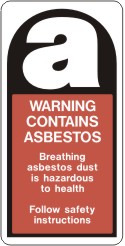 a
WARNING
CONTAINS
ASBESTOS
Breathing
asbestos dust
is hazardous
to health
Follow safety
instructions